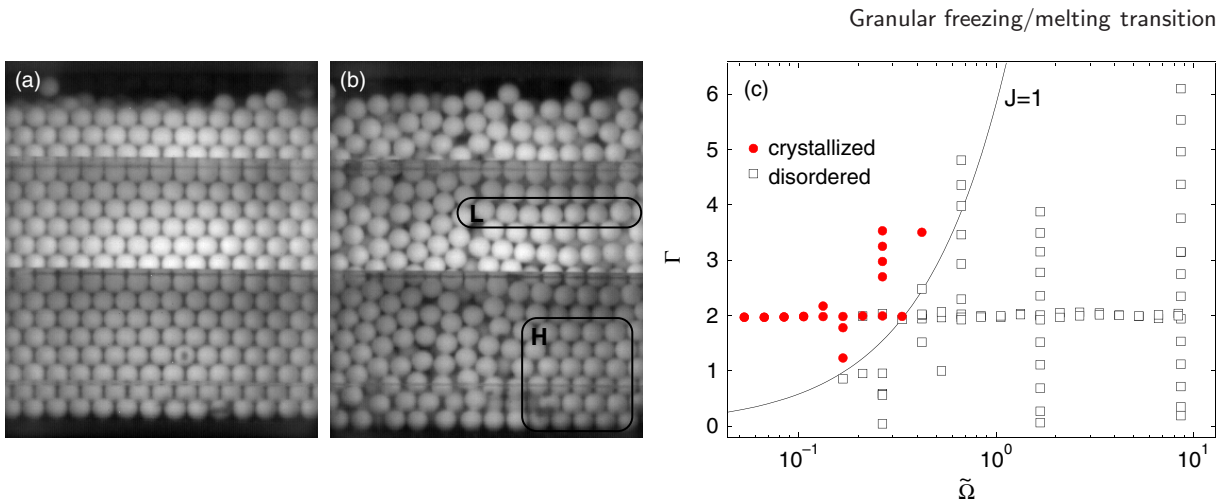 Granular freezing/melting transition
(a)
(b)
L
H
(c)
J=1
crystallized
disordered
Γ
6
5
4
3
2
1
0
10⁻¹
10⁰
10¹
Ω̃